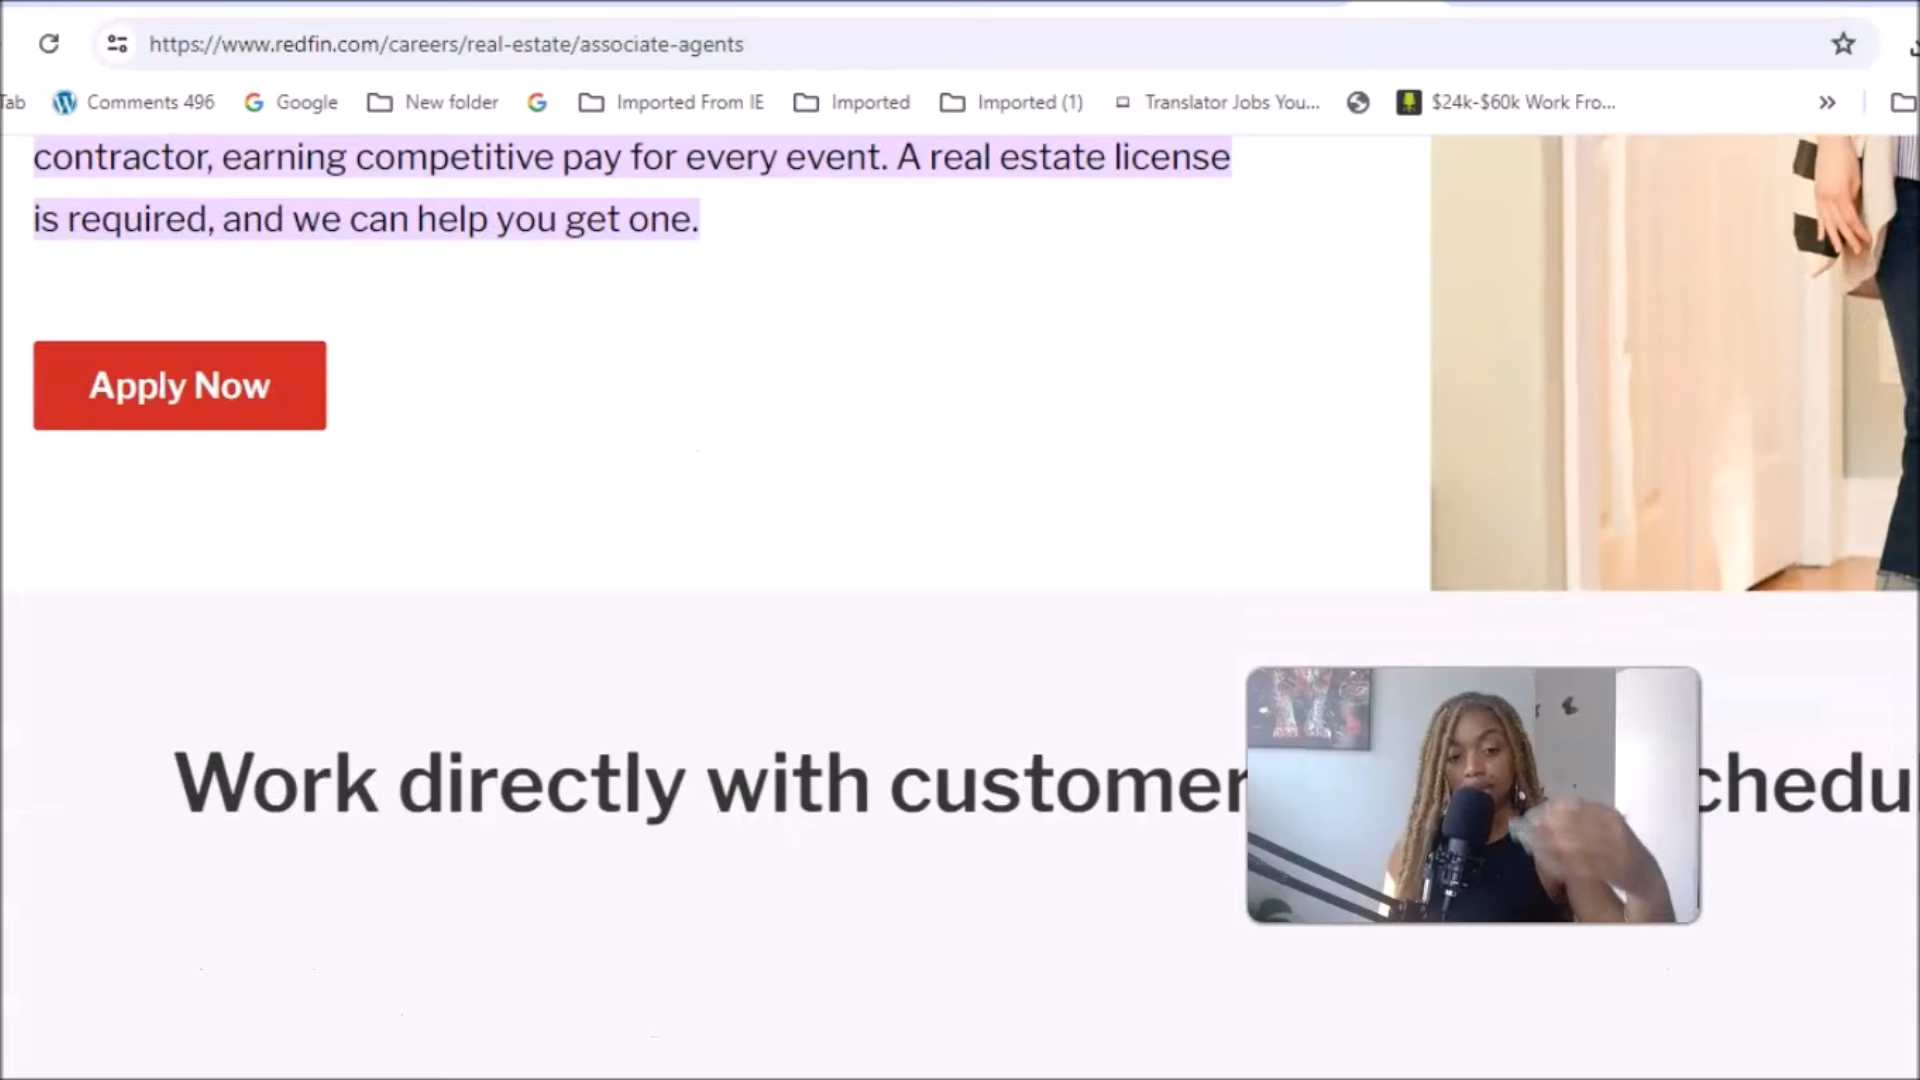 https://www.redfin.com/careers/real-estate/associate-agents
Tab Comments 496 Google New folder Imported From IE Imported Imported (1) Translator Jobs You... $24k-$60k Work Fro... »
contractor, earning competitive pay for every event. A real estate license
is required, and we can help you get one.
Apply Now
Work directly with customer chedu